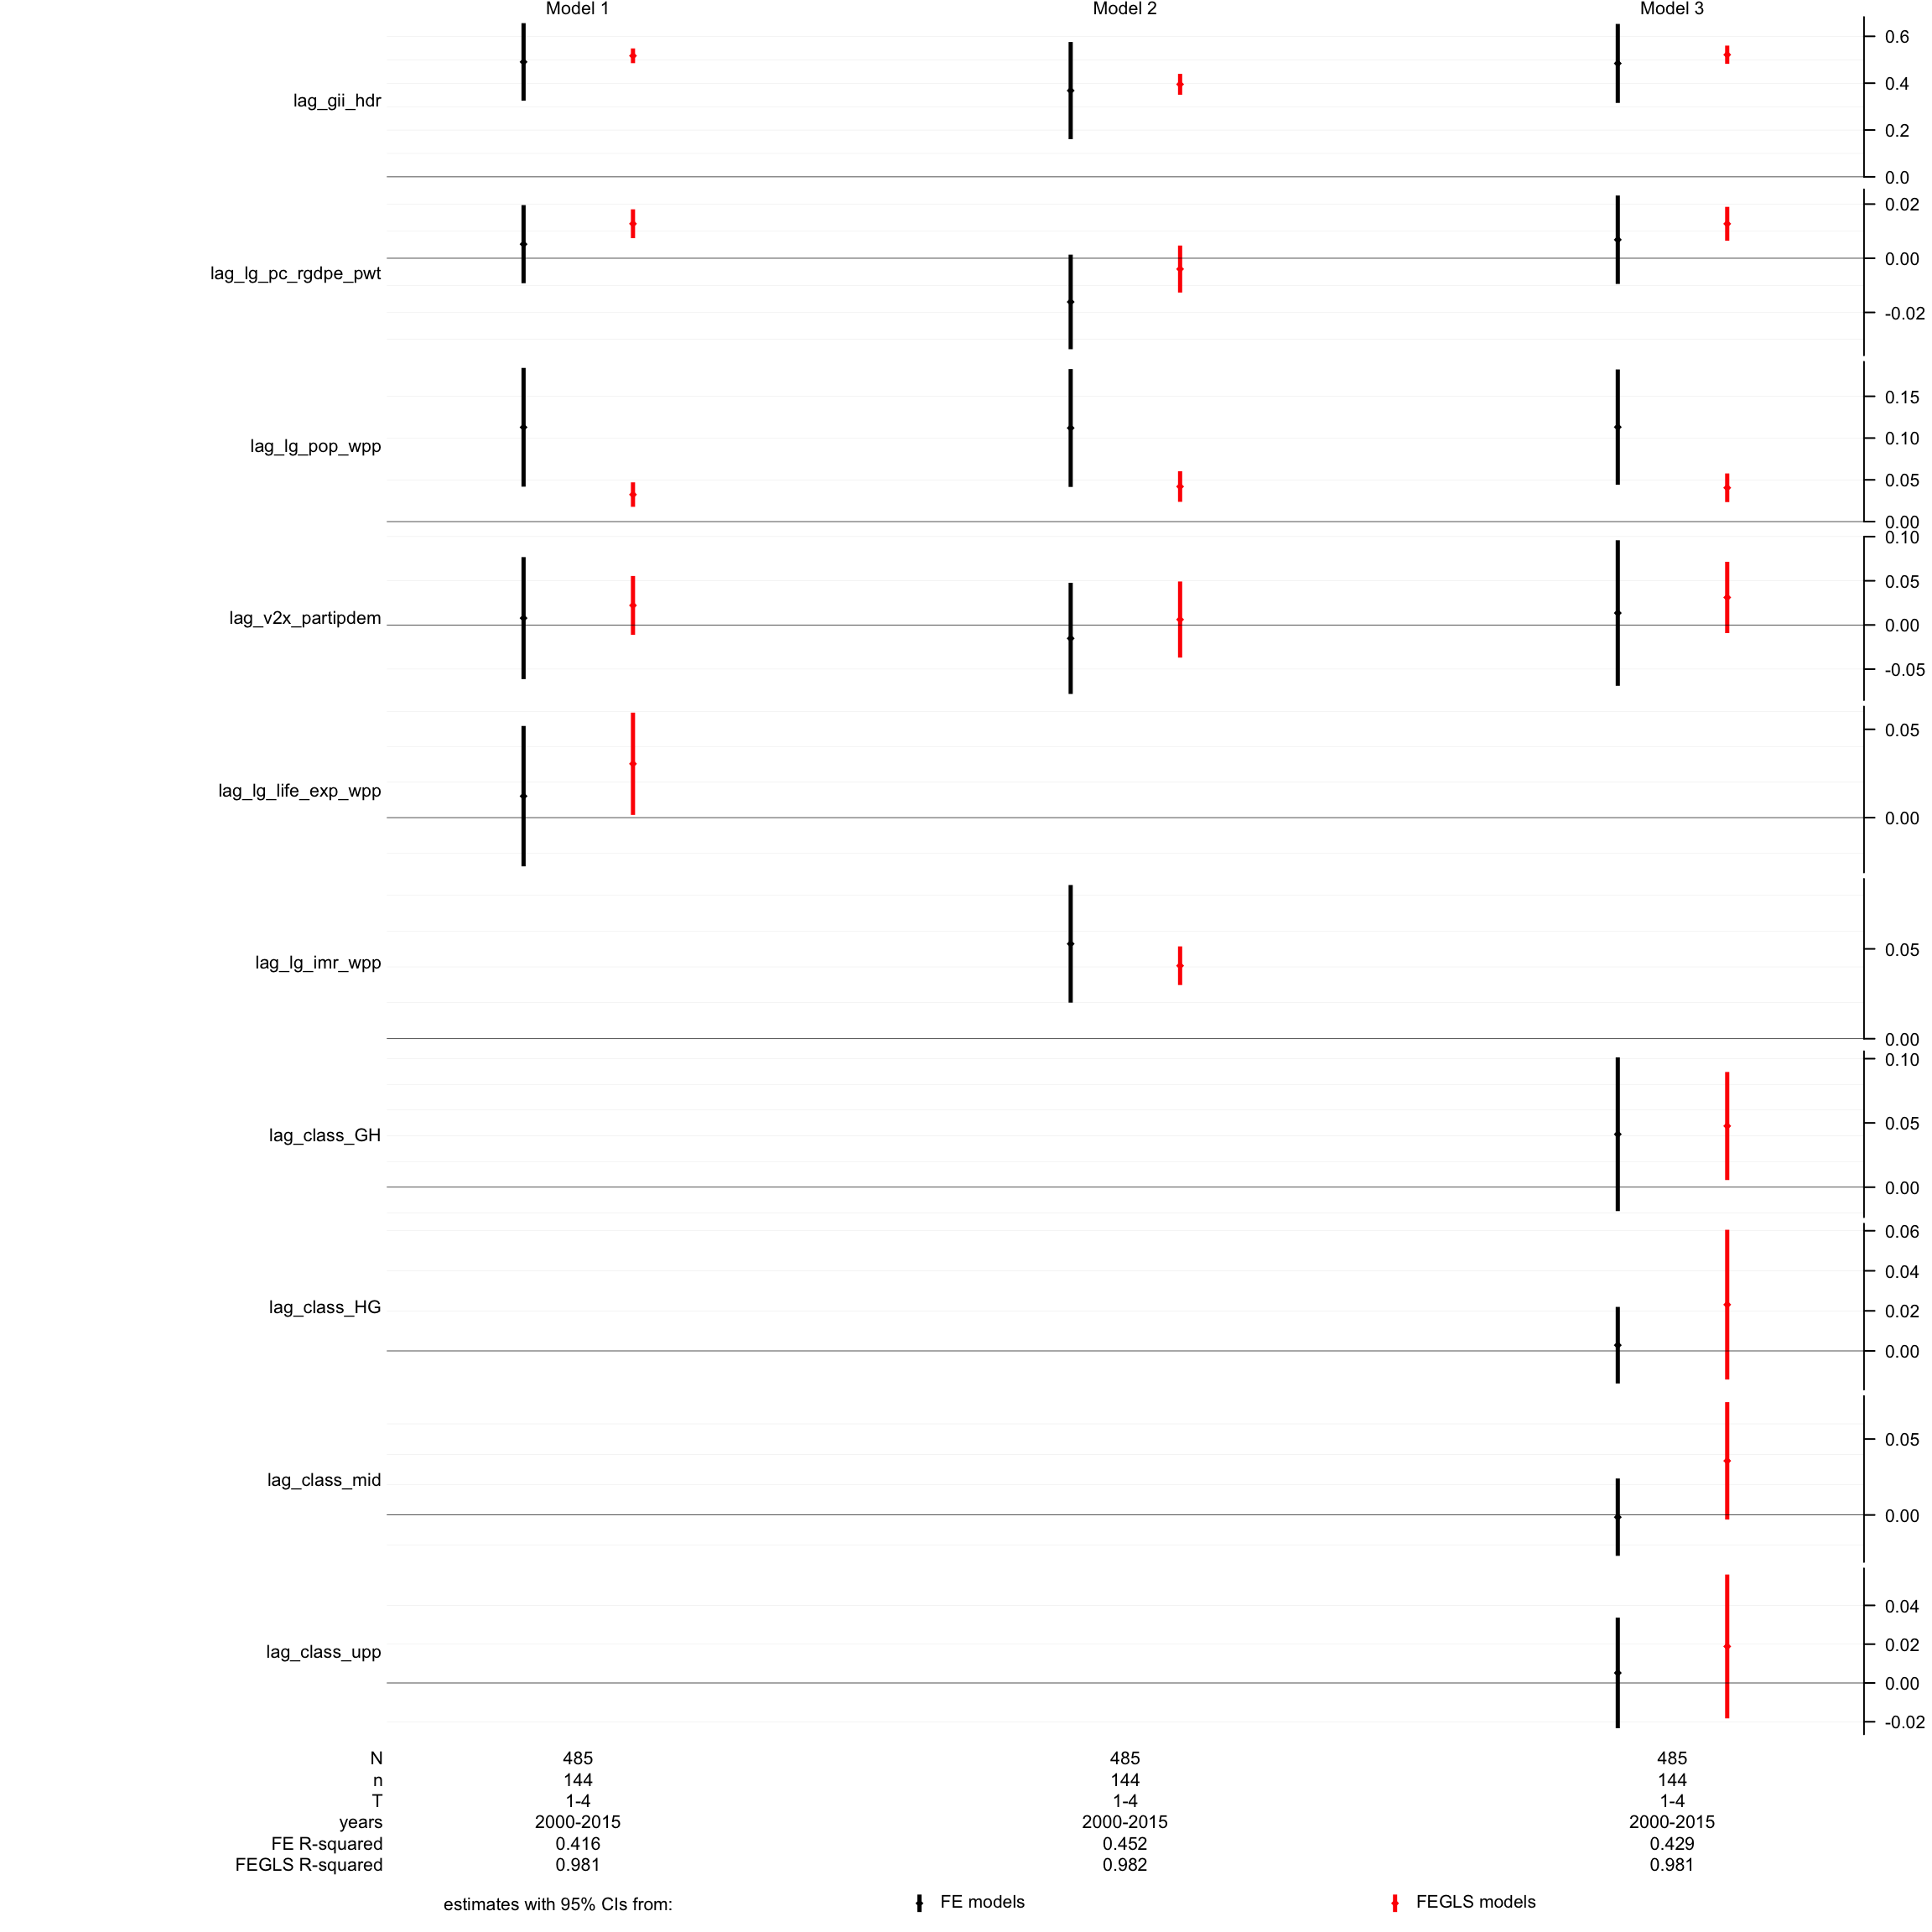 Model 1 Model 2 Model 3
0.6
0.4
lag_gii_hdr
0.2
0.0
0.02
0.00
lag_lg_pc_rgdpe_pwt
-0.02
0.15
0.10
lag_lg_pop_wpp
0.05
0.00
0.10
0.05
lag_v2x_partipdem
0.00
-0.05
0.05
lag_lg_life_exp_wpp
0.00
0.05
lag_lg_imr_wpp
0.00
0.10
0.05
lag_class_GH
0.00
0.06
0.04
lag_class_HG
0.02
0.00
0.05
lag_class_mid
0.00
0.04
0.02
lag_class_upp
0.00
-0.02
N 485 485 485
n 144 144 144
T 1-4 1-4 1-4
years 2000-2015 2000-2015 2000-2015
FE R-squared 0.416 0.452 0.429
FEGLS R-squared 0.981 0.982 0.981
estimates with 95% CIs from: FE models FEGLS models